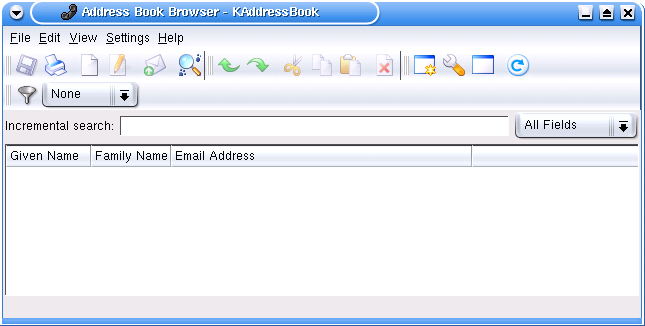 Address Book Browser - KAddressBook
File Edit View Settings Help
None
Incremental search: All Fields
Given Name Family Name Email Address